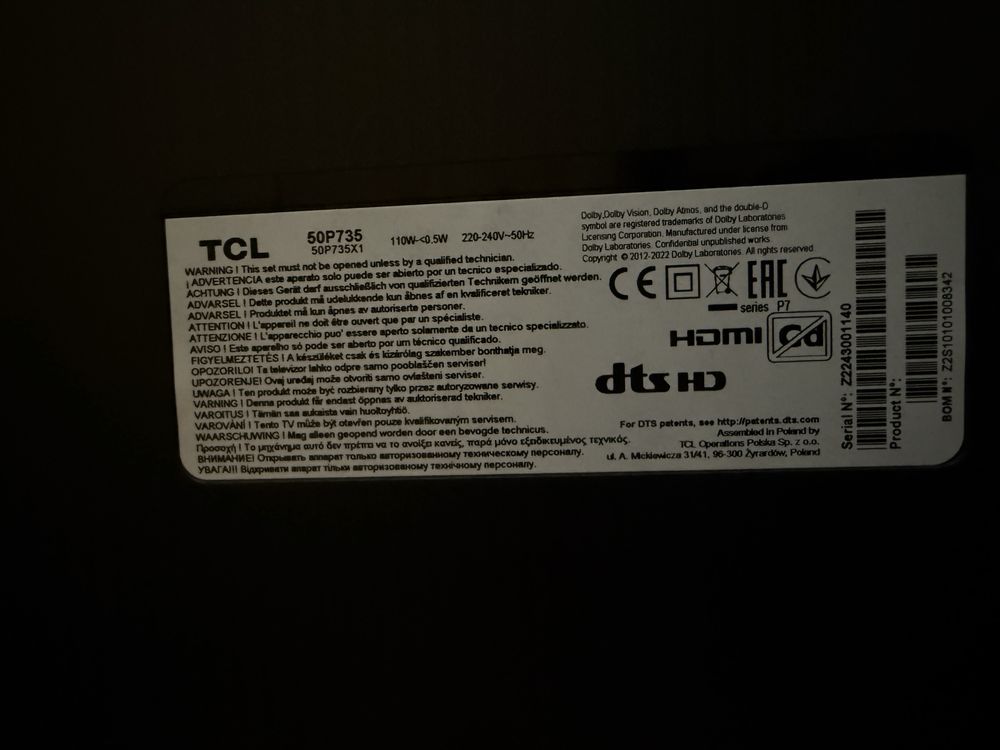 TCL
50P735
50P735X1
110W~<0.5W 220-240V~50Hz
WARNING ! This set must not be opened unless by a qualified technician.
¡ ADVERTENCIA este aparato solo puede ser abierto por un tecnico especializado.
ACHTUNG ! Dieses Gerät darf ausschließlich von qualifizierten Technikern geöffnet werden.
ADVARSEL ! Dette produkt må udelukkende kun åbnes af en kvalificeret tekniker.
ADVARSEL ! Produktet må kun åpnes av autoriserte personer.
ATTENTION ! L'appareil ne doit être ouvert que par un spécialiste.
ATTENZIONE ! L'apparecchio puo' essere aperto solamente da un tecnico specializzato.
AVISO ! Este aparelho só pode ser aberto por um técnico qualificado.
FIGYELMEZTETÉS ! A készüléket csak és kizárólag szakember bonthatja meg.
OPOZORILO! Ta televizor lahko odpre samo pooblaščen serviser!
UPOZORENJE! Ovaj uređaj može otvoriti samo ovlašteni serviser.
UWAGA ! Ten produkt może być rozbierany tylko przez autoryzowane serwisy.
VARNING ! Denna produkt får endast öppnas av auktoriserad tekniker.
VAROITUS ! Tämän saa aukaista vain huoltoyhtiö.
VAROVÁNÍ ! Tento TV může být otevřen pouze kvalifikovaným servisem.
WAARSCHUWING ! Mag alleen geopend worden door een bevogde technicus.
Προσοχή ! Το μηχάνημα αυτό δεν πρέπει να το ανοίξει κανείς, παρά μόνο εξειδικευμένος τεχνικός.
ВНИМАНИЕ! Открывать аппарат только авторизованному техническому персоналу.
УВАГА!!! Відкривати апарат тільки авторизованому технічному персоналу.
Dolby,Dolby Vision, Dolby Atmos, and the double-D
symbol are registered trademarks of Dolby Laboratories
Licensing Corporation. Manufactured under license from
Dolby Laboratories. Confidential unpublished works.
Copyright © 2012-2022 Dolby Laboratories. All rights reserved
CE EAC
series P7
HDMI Cd
dts HD
For DTS patents, see http://patents.dts.com
Assembled in Poland by
TCL Operations Polska Sp. z o.o.
ul. A. Mickiewicza 31/41, 96-300 Żyrardów, Poland
Serial N°: Z2243001140
Product N°:
BOM N°: Z2S10101008342